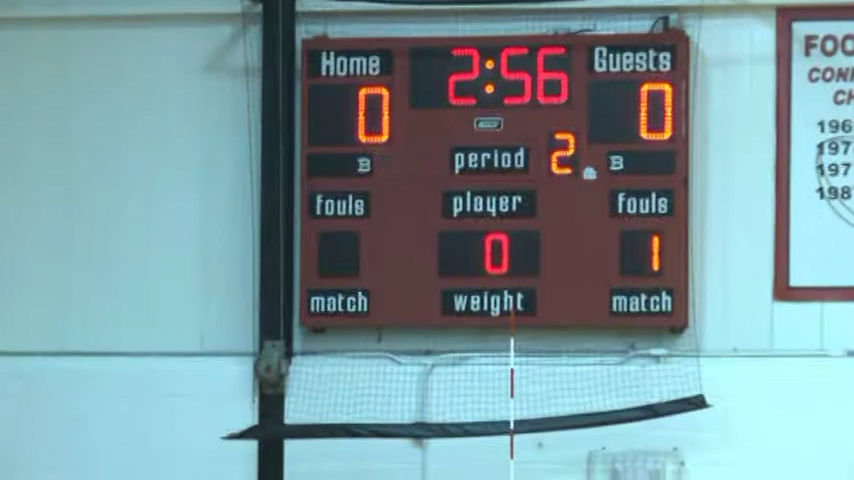 Home 2:56 Guests
0 0
B period 2 B
fouls player fouls
0 1
match weight match
FOO
CON
CH
196
197
197
198